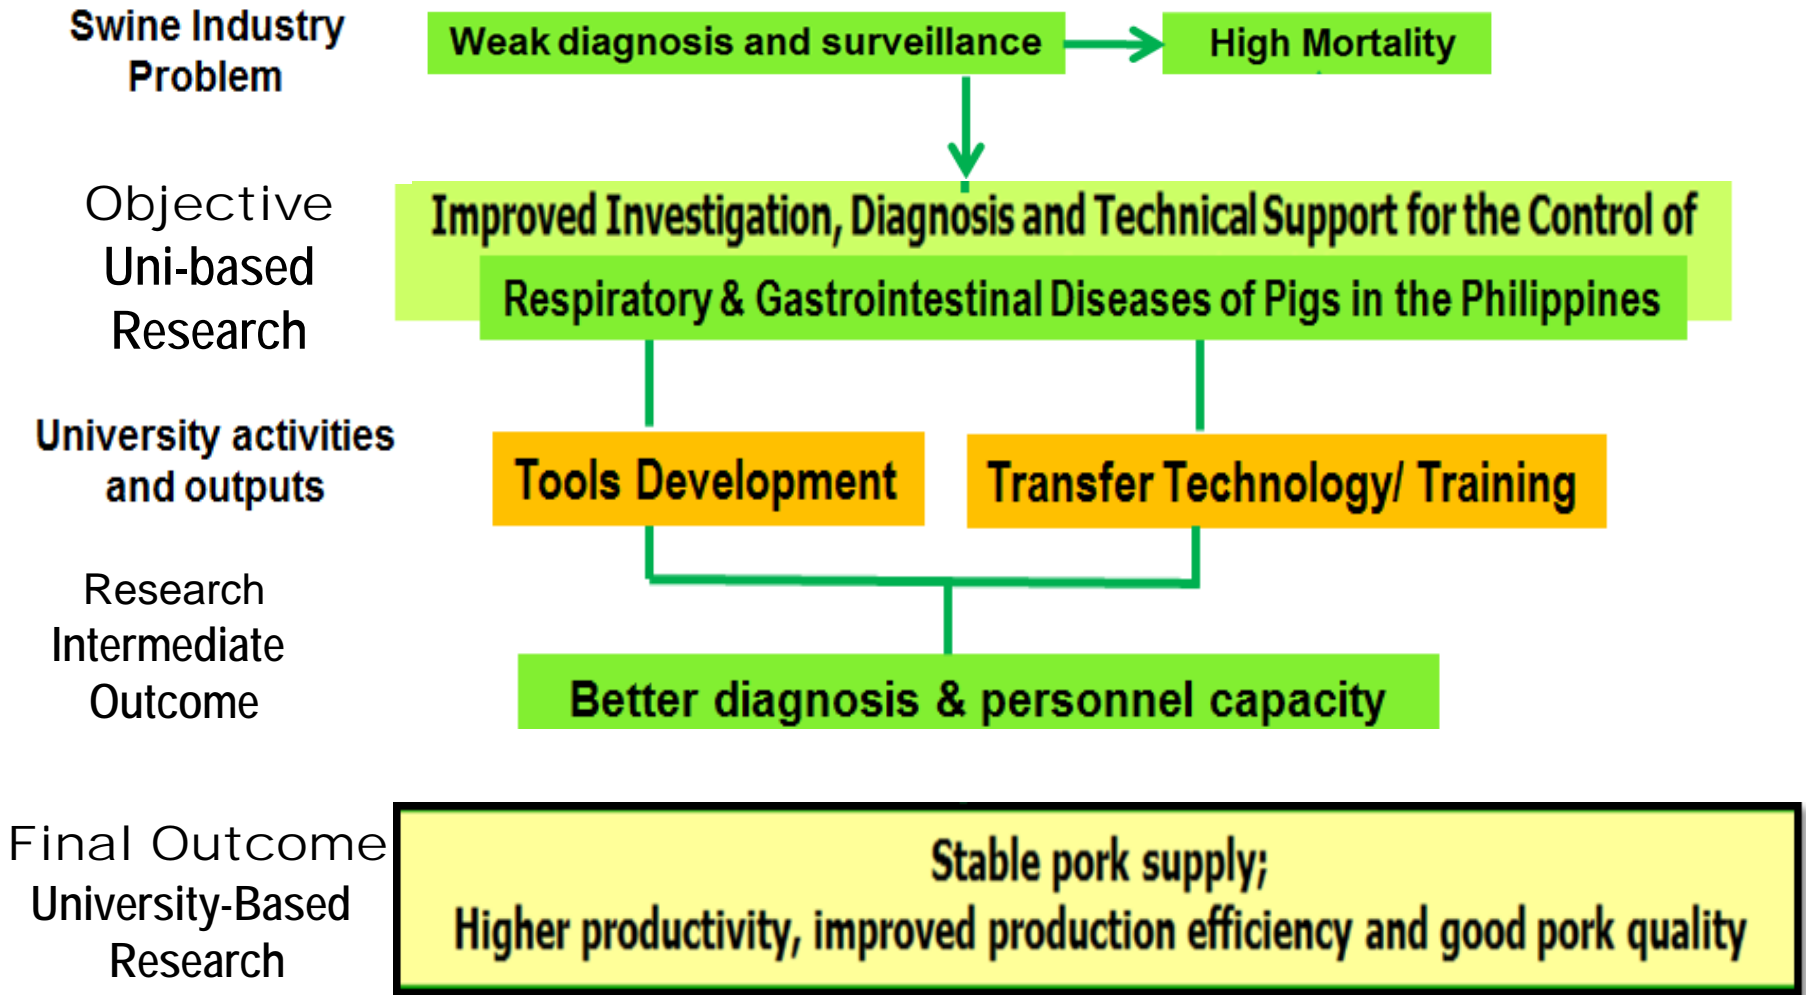 Swine Industry
Problem
Weak diagnosis and surveillance
High Mortality
Objective
Uni-based
Research
Improved Investigation, Diagnosis and Technical Support for the Control of
Respiratory & Gastrointestinal Diseases of Pigs in the Philippines
University activities
and outputs
Tools Development
Transfer Technology/ Training
Research
Intermediate
Outcome
Better diagnosis & personnel capacity
Final Outcome
University-Based
Research
Stable pork supply;
Higher productivity, improved production efficiency and good pork quality